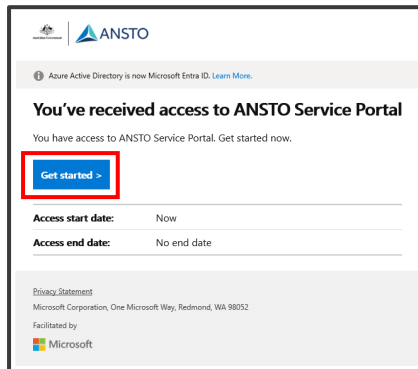 Australian Government
ANSTO
Azure Active Directory is now Microsoft Entra ID. Learn More.
You've received access to ANSTO Service Portal
You have access to ANSTO Service Portal. Get started now.
Get started >
Access start date: Now
Access end date: No end date
Privacy Statement
Microsoft Corporation, One Microsoft Way, Redmond, WA 98052
Facilitated by
Microsoft